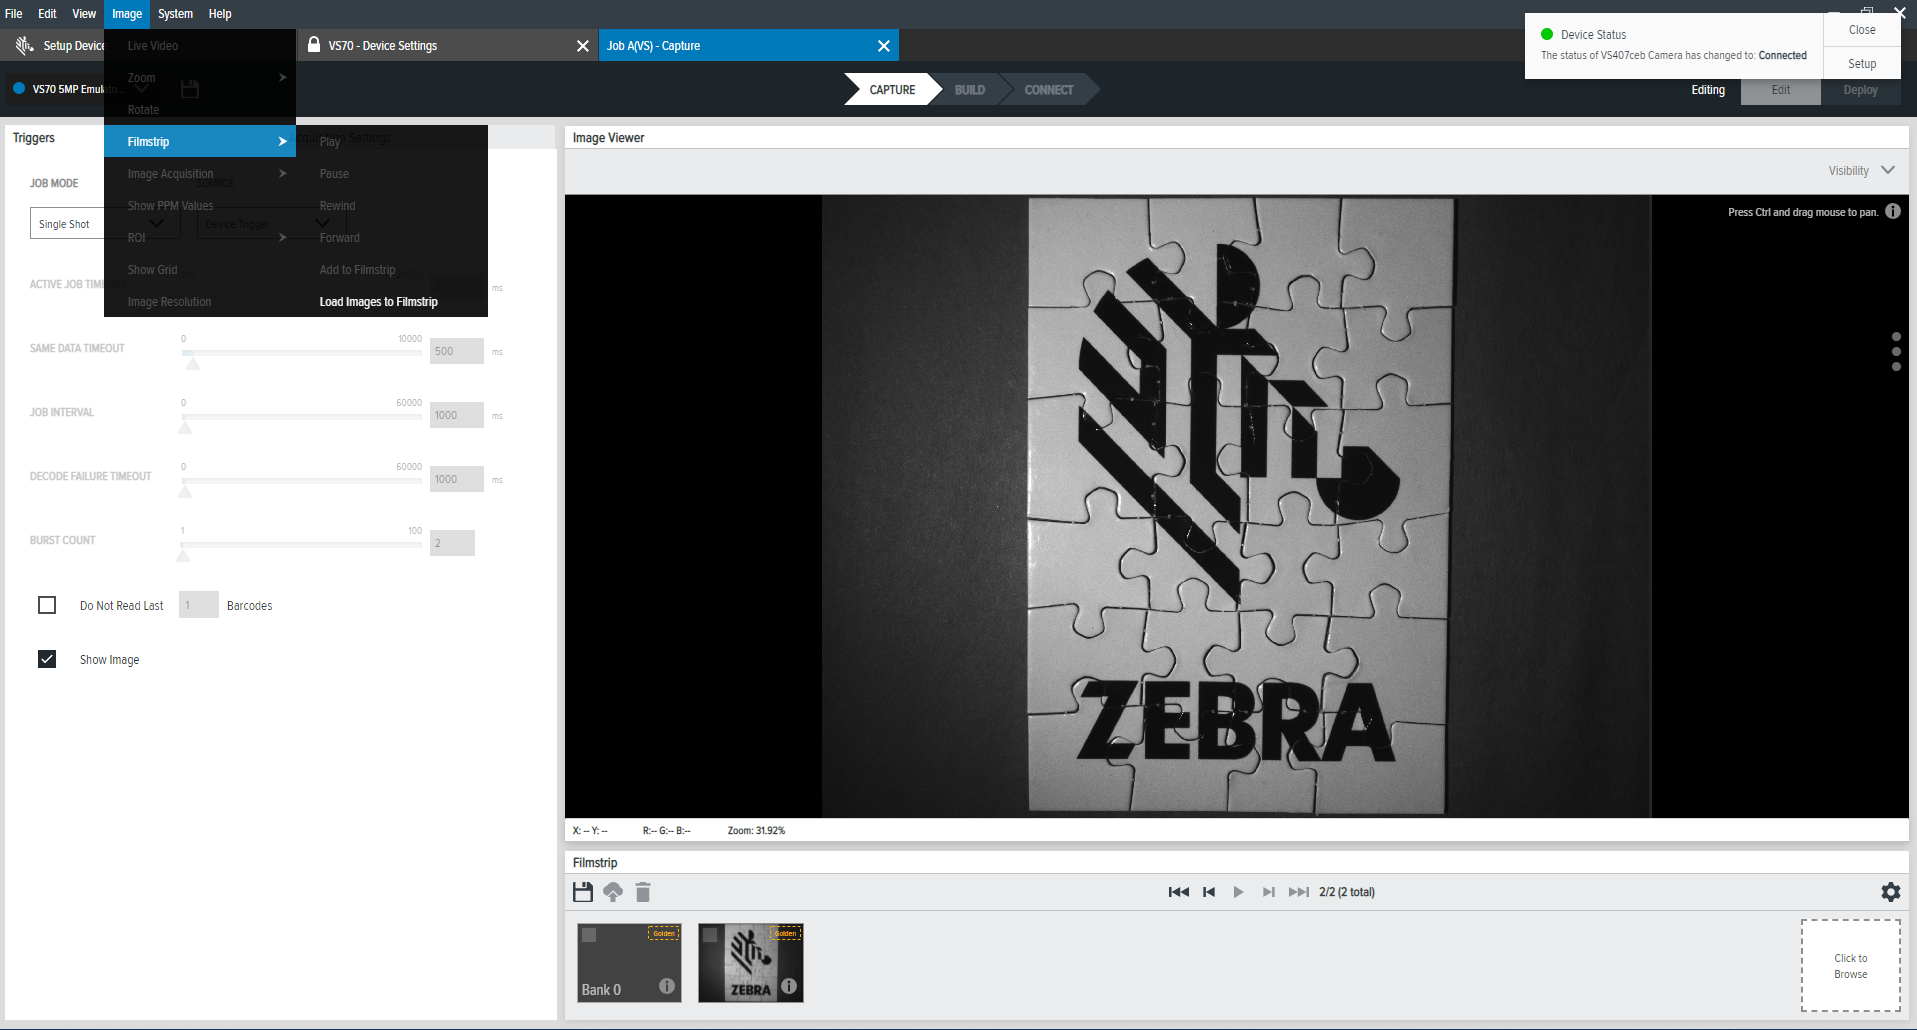 File Edit View Image System Help
Setup Device
VS70 - Device Settings
Job A(VS) - Capture
Device Status
The status of VS407ceb Camera has changed to: Connected
Close
Setup
VS70 5MP Emulato...
CAPTURE BUILD CONNECT
Editing Edit Deploy
Live Video
Zoom
Rotate
Filmstrip
Image Acquisition
Show PPM Values
ROI
Show Grid
Image Resolution
Play
Pause
Rewind
Forward
Add to Filmstrip
Load Images to Filmstrip
Triggers
Acquisition Settings
JOB MODE
SOURCE
Single Shot
Device Trigger
ACTIVE JOB TIMEOUT
ms
SAME DATA TIMEOUT
0 10000
500 ms
JOB INTERVAL
0 60000
1000 ms
DECODE FAILURE TIMEOUT
0 60000
1000 ms
BURST COUNT
1 100
2
Do Not Read Last 1 Barcodes
Show Image
Image Viewer
Visibility
Press Ctrl and drag mouse to pan.
ZEBRA
X: -- Y: -- R:-- G:-- B:-- Zoom: 31.92%
Filmstrip
2/2 (2 total)
Golden
Bank 0
Golden
ZEBRA
Click to
Browse